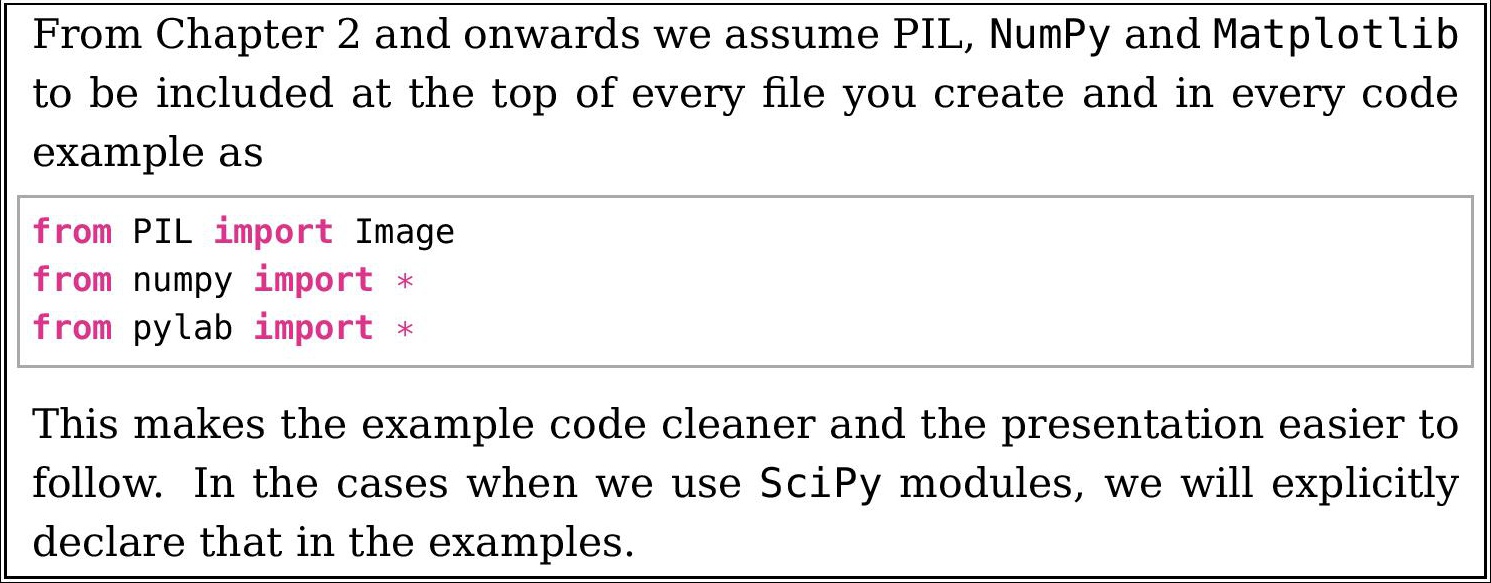 From Chapter 2 and onwards we assume PIL, NumPy and Matplotlib
to be included at the top of every file you create and in every code
example as
from PIL import Image
from numpy import *
from pylab import *
This makes the example code cleaner and the presentation easier to
follow. In the cases when we use SciPy modules, we will explicitly
declare that in the examples.